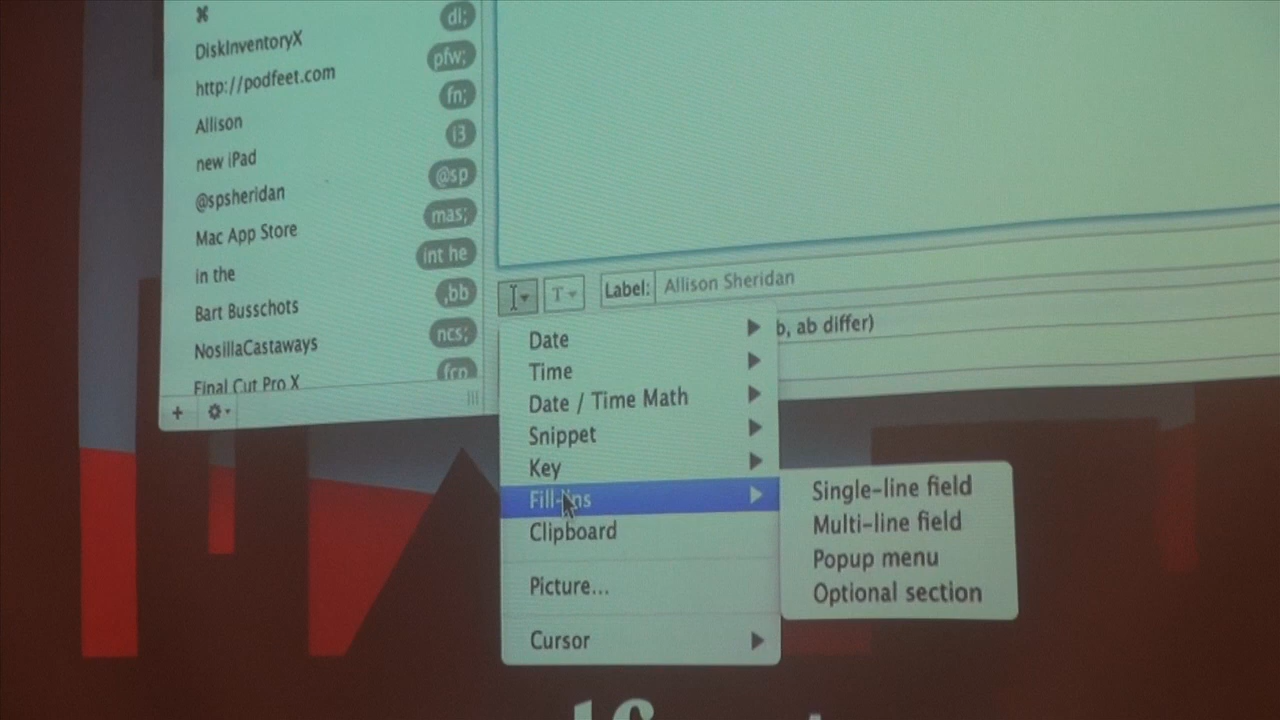 ⌘ dl;
DiskInventoryX pfw;
http://podfeet.com fn;
Allison i3
new iPad @sp
@spsheridan mas;
Mac App Store int he
in the ,bb
Bart Busschots ncs;
NosillaCastaways fcp
Final Cut Pro X
Label: Allison Sheridan
b, ab differ)
Date
Time
Date / Time Math
Snippet
Key
Fill-ins
Clipboard
Picture...
Cursor
Single-line field
Multi-line field
Popup menu
Optional section